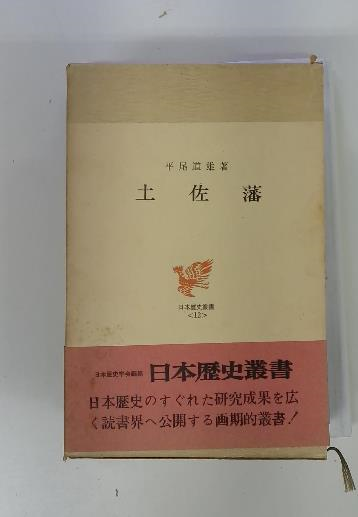 平尾道雄著
土佐藩
日本歴史叢書
<12>
日本歴史学会編集 日本歴史叢書
日本歴史のすぐれた研究成果を広
く読書界へ公開する画期的叢書！